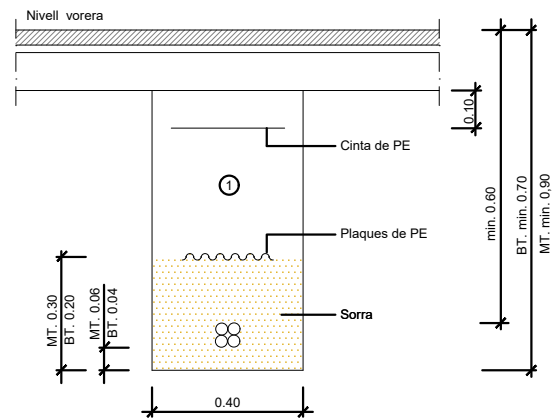 Nivell vorera
0.10
Cinta de PE
1
min. 0.60
BT. min. 0.70
MT. min. 0,90
Plaques de PE
MT. 0.30
BT. 0.20
MT. 0.06
BT. 0.04
Sorra
0.40